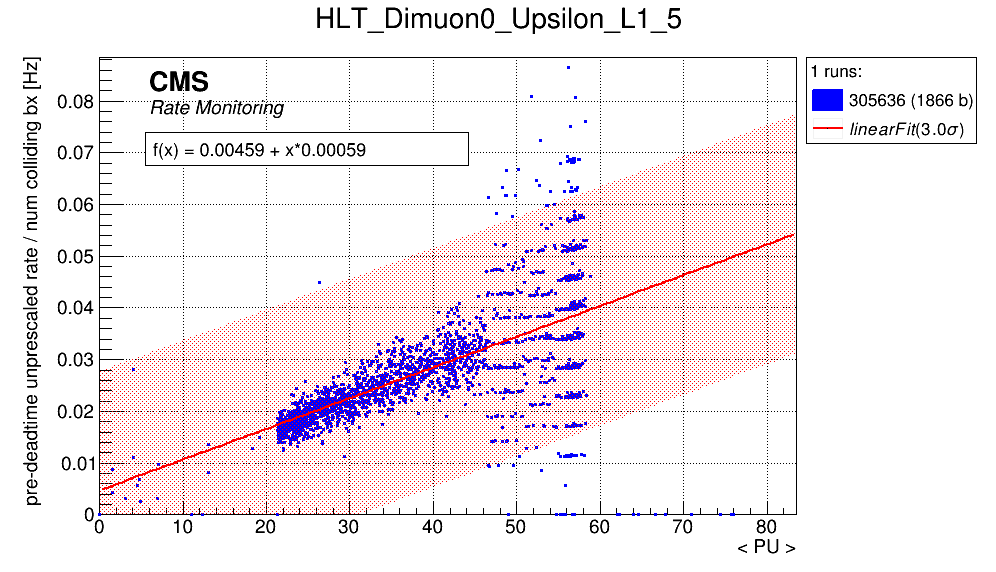 HLT_Dimuon0_Upsilon_L1_5
pre-deadtime unprescaled rate / num colliding bx [Hz]
CMS
Rate Monitoring
f(x) = 0.00459 + x*0.00059
1 runs:
305636 (1866 b)
linearFit(3.0σ)
0.08
0.07
0.06
0.05
0.04
0.03
0.02
0.01
0
0 10 20 30 40 50 60 70 80
< PU >